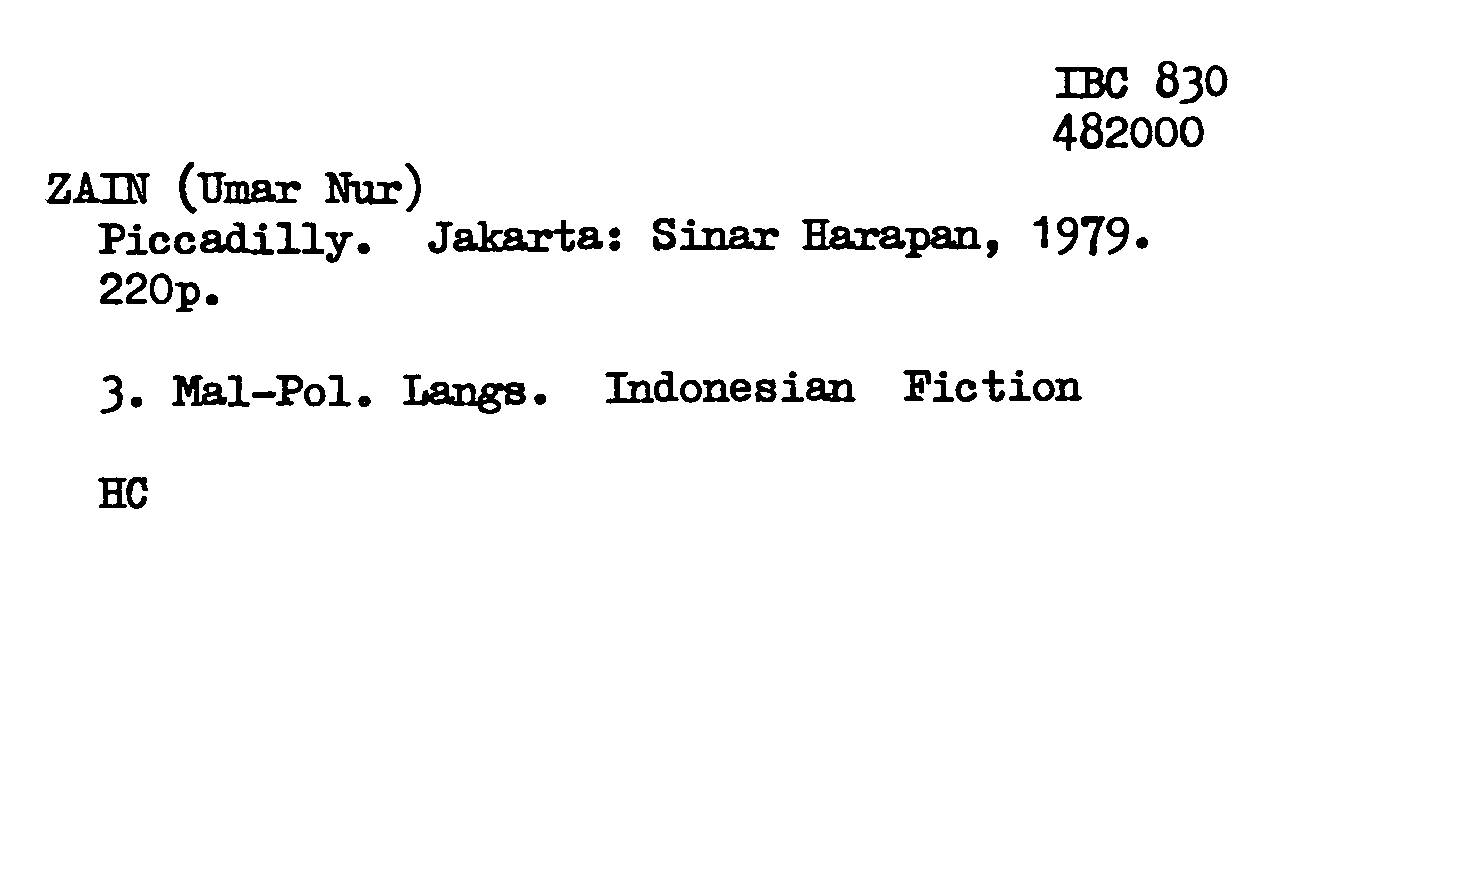 IBC 830
482000
ZAIN (Umar Nur)
Piccadilly. Jakarta: Sinar Harapan, 1979.
220p.
3. Mal-Pol. Langs. Indonesian Fiction
HC